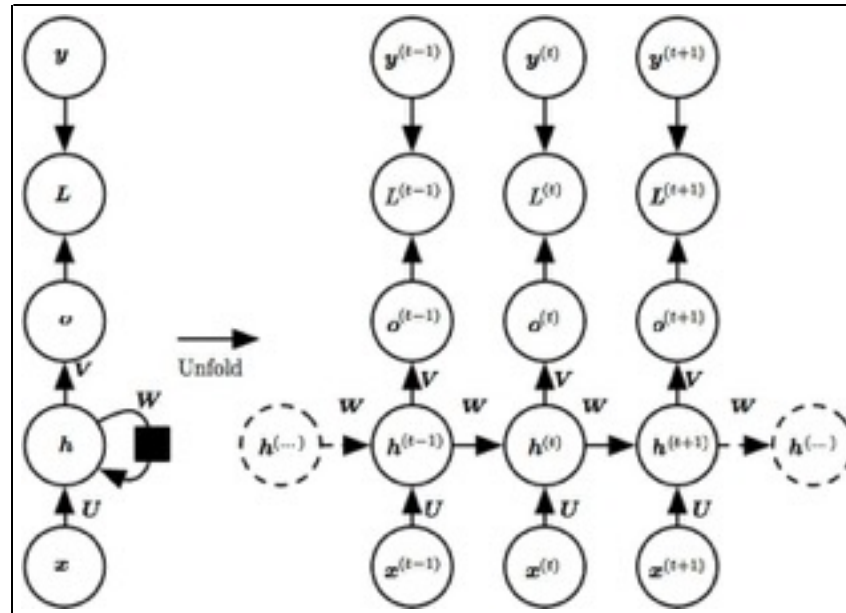 y y^(t−1) y^(t) y^(t+1)
L L^(t−1) L^(t) L^(t+1)
o o^(t−1) o^(t) o^(t+1)
Unfold
V V V V
W W W W W
h h^(...) h^(t−1) h^(t) h^(t+1) h^(...)
U U U U
x x^(t−1) x^(t) x^(t+1)